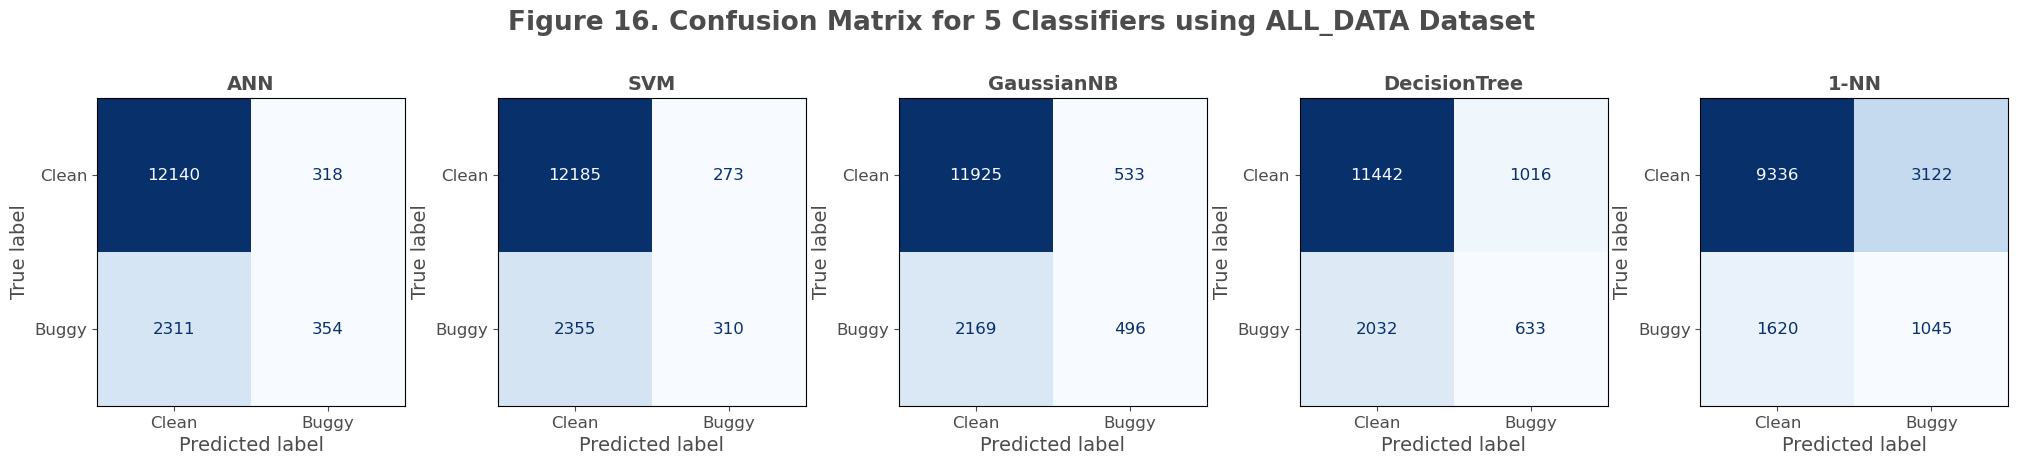 Figure 16. Confusion Matrix for 5 Classifiers using ALL_DATA Dataset
ANN
True label
Clean
12140
318
Buggy
2311
354
Clean
Buggy
Predicted label
SVM
True label
Clean
12185
273
Buggy
2355
310
Clean
Buggy
Predicted label
GaussianNB
True label
Clean
11925
533
Buggy
2169
496
Clean
Buggy
Predicted label
DecisionTree
True label
Clean
11442
1016
Buggy
2032
633
Clean
Buggy
Predicted label
1-NN
True label
Clean
9336
3122
Buggy
1620
1045
Clean
Buggy
Predicted label